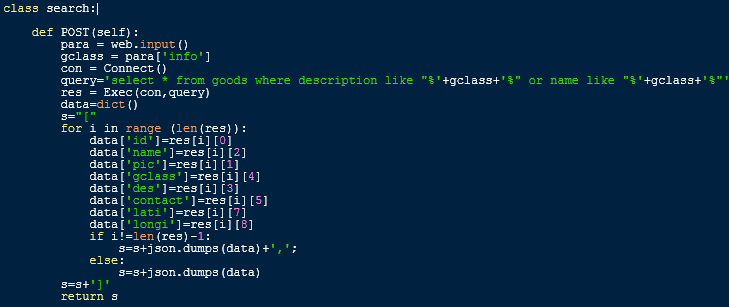 class search:
    def POST(self):
        para = web.input()
        gclass = para['info']
        con = Connect()
        query='select * from goods where description like "%'+gclass+'%" or name like "%'+gclass+'%"'
        res = Exec(con,query)
        data=dict()
        s="["
        for i in range (len(res)):
            data['id']=res[i][0]
            data['name']=res[i][2]
            data['pic']=res[i][1]
            data['gclass']=res[i][4]
            data['des']=res[i][3]
            data['contact']=res[i][5]
            data['lati']=res[i][7]
            data['longi']=res[i][8]
            if i!=len(res)-1:
                s=s+json.dumps(data)+',';
            else:
                s=s+json.dumps(data)
        s=s+']'
        return s